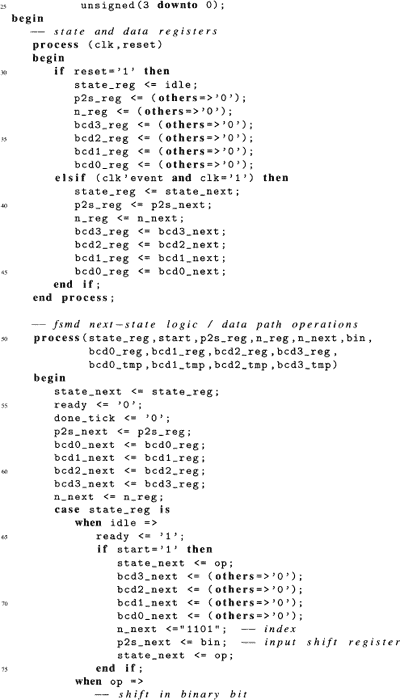 25 unsigned(3 downto 0);
begin
-- state and data registers
process (clk,reset)
begin
30 if reset='1' then
state_reg <= idle;
p2s_reg <= (others=>'0');
n_reg <= (others=>'0');
bcd3_reg <= (others=>'0');
35 bcd2_reg <= (others=>'0');
bcd1_reg <= (others=>'0');
bcd0_reg <= (others=>'0');
elsif (clk'event and clk='1') then
state_reg <= state_next;
40 p2s_reg <= p2s_next;
n_reg <= n_next;
bcd3_reg <= bcd3_next;
bcd2_reg <= bcd2_next;
bcd1_reg <= bcd1_next;
45 bcd0_reg <= bcd0_next;
end if;
end process;
-- fsmd next-state logic / data path operations
50 process(state_reg,start,p2s_reg,n_reg,n_next,bin,
bcd0_reg,bcd1_reg,bcd2_reg,bcd3_reg,
bcd0_tmp,bcd1_tmp,bcd2_tmp,bcd3_tmp)
begin
state_next <= state_reg;
55 ready <= '0';
done_tick <= '0';
p2s_next <= p2s_reg;
bcd0_next <= bcd0_reg;
bcd1_next <= bcd1_reg;
60 bcd2_next <= bcd2_reg;
bcd3_next <= bcd3_reg;
n_next <= n_reg;
case state_reg is
when idle =>
65 ready <= '1';
if start='1' then
state_next <= op;
bcd3_next <= (others=>'0');
bcd2_next <= (others=>'0');
70 bcd1_next <= (others=>'0');
bcd0_next <= (others=>'0');
n_next <="1101"; -- index
p2s_next <= bin; -- input shift register
state_next <= op;
75 end if;
when op =>
-- shift in binary bit